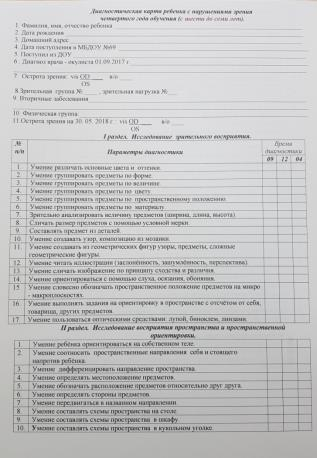 Диагностическая карта ребенка с нарушениями зрения
четвертого года обучения (с шести до семи лет).
1. Фамилия, имя, отчество ребенка
2. Дата рождения
3. Домашний адрес
4. Дата поступления в МБДОУ №69
5. Поступил из ДОУ
6. Диагноз врача - окулиста 01.09.2017 г
7. Острота зрения: vis OD ___ в/о ___
OS
8.Зрительная группа № ___ , зрительная нагрузка №___
9. Вторичные заболевания
10. Физическая группа:
11.Острота зрения на 30. 05. 2018 г : vis OD ___ в/о ___
OS
I раздел. Исследование зрительного восприятия.
№ п/п Параметры диагностики Время диагностики
09 12 04
1. Умение различать основные цвета и оттенки.
2. Умение группировать предметы по форме.
3. Умение группировать предметы по величине.
4. Умение группировать предметы по цвету.
5. Умение группировать предметы по пространственному положению.
6. Умение группировать предметы по материалу.
7. Зрительно анализировать величину предметов (ширина, длина, высота).
8. Сличать размер предметов с помощью условной мерки.
9. Составлять предмет из деталей.
10. Умение создавать узор, композицию из мозаики.
11. Умение создавать из геометрических фигур узоры, предметы, сложные
геометрические фигуры.
12. Умение читать иллюстрации (заслонённость, зашумлённость, перспектива).
13. Умение сличать изображение по принципу сходства и различия.
14. Умение ориентироваться с помощью слуха, осязания, обоняния.
15 Умение словесно обозначать пространственное положение предметов на микро
- макроплоскостях.
16. Умение выполнять задания на ориентировку в пространстве с отсчётом от себя,
товарища, других предметов.
17. Умение пользоваться оптическими средствами: лупой, биноклем, линзами.
II раздел. Исследование восприятия пространства и пространственной
ориентировки.
1. Умение ребёнка ориентироваться на собственном теле.
2. Умение соотносить пространственные направления себя и стоящего
напротив.
3. Умение дифференцировать направление пространства.
4. Умение определять местоположение предметов.
5. Умение обозначать расположение предметов относительно друг друга.
6. Умение определять стороны предметов.
7. Умение передвигаться в названном направлении.
8. Умение составлять схемы пространства на столе.
9. Умение составлять схемы пространства в шкафу.
10. Умение составлять схемы пространства в кукольном уголке.